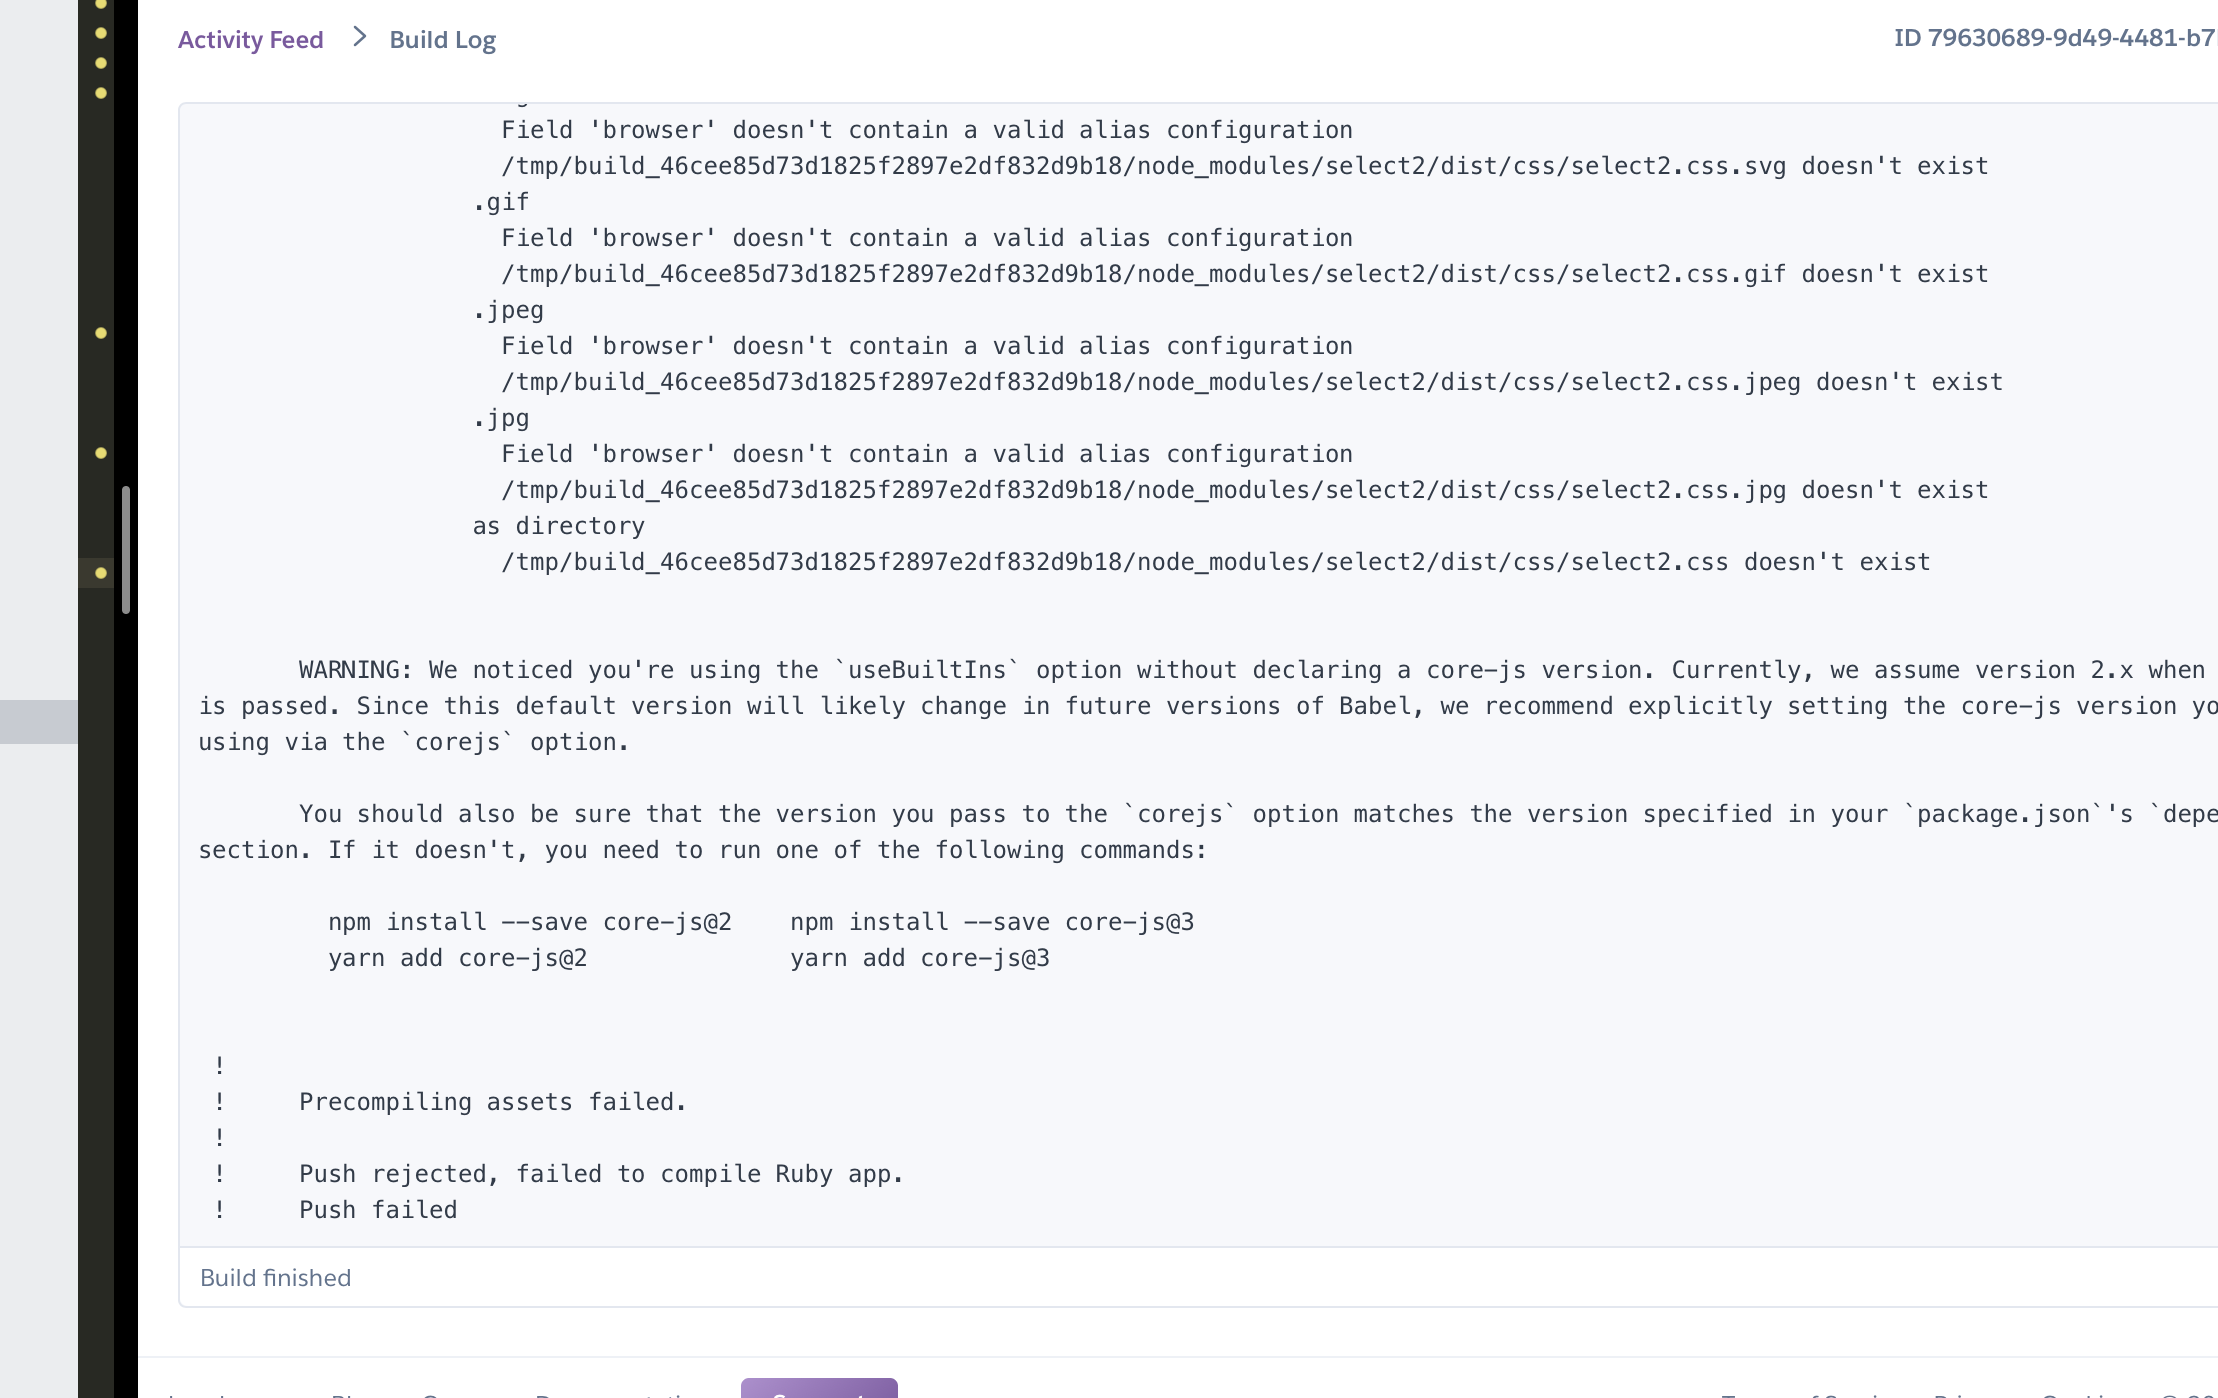 Activity Feed > Build Log
ID 79630689-9d49-4481-b7
Field 'browser' doesn't contain a valid alias configuration
/tmp/build_46cee85d73d1825f2897e2df832d9b18/node_modules/select2/dist/css/select2.css.svg doesn't exist
.gif
Field 'browser' doesn't contain a valid alias configuration
/tmp/build_46cee85d73d1825f2897e2df832d9b18/node_modules/select2/dist/css/select2.css.gif doesn't exist
.jpeg
Field 'browser' doesn't contain a valid alias configuration
/tmp/build_46cee85d73d1825f2897e2df832d9b18/node_modules/select2/dist/css/select2.css.jpeg doesn't exist
.jpg
Field 'browser' doesn't contain a valid alias configuration
/tmp/build_46cee85d73d1825f2897e2df832d9b18/node_modules/select2/dist/css/select2.css.jpg doesn't exist
as directory
/tmp/build_46cee85d73d1825f2897e2df832d9b18/node_modules/select2/dist/css/select2.css doesn't exist
WARNING: We noticed you're using the `useBuiltIns` option without declaring a core-js version. Currently, we assume version 2.x when
is passed. Since this default version will likely change in future versions of Babel, we recommend explicitly setting the core-js version yo
using via the `corejs` option.
You should also be sure that the version you pass to the `corejs` option matches the version specified in your `package.json`'s `depe
section. If it doesn't, you need to run one of the following commands:
npm install --save core-js@2    npm install --save core-js@3
yarn add core-js@2    yarn add core-js@3
!
! Precompiling assets failed.
!
! Push rejected, failed to compile Ruby app.
! Push failed
Build finished